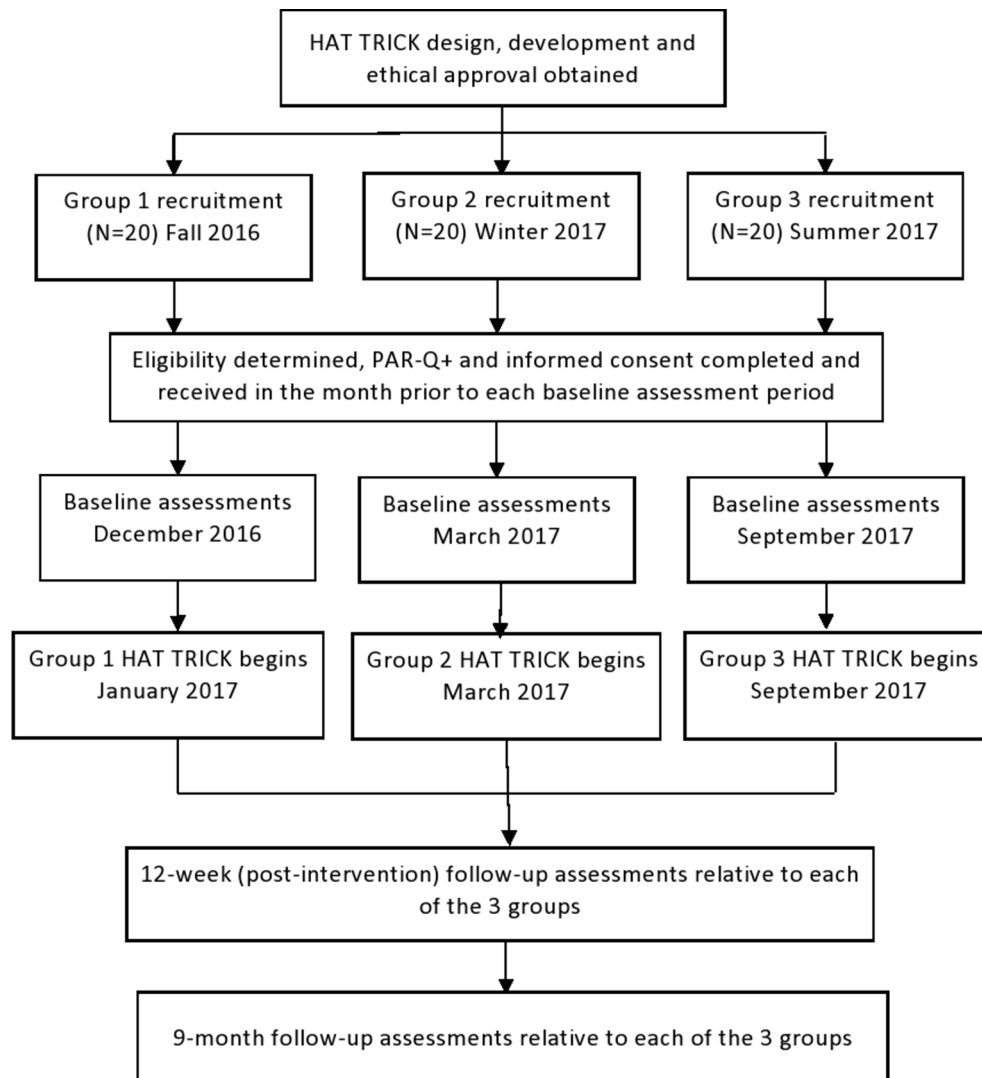 HAT TRICK design, development and
ethical approval obtained
Group 1 recruitment
(N=20) Fall 2016
Group 2 recruitment
(N=20) Winter 2017
Group 3 recruitment
(N=20) Summer 2017
Eligibility determined, PAR-Q+ and informed consent completed and
received in the month prior to each baseline assessment period
Baseline assessments
December 2016
Baseline assessments
March 2017
Baseline assessments
September 2017
Group 1 HAT TRICK begins
January 2017
Group 2 HAT TRICK begins
March 2017
Group 3 HAT TRICK begins
September 2017
12-week (post-intervention) follow-up assessments relative to each
of the 3 groups
9-month follow-up assessments relative to each of the 3 groups